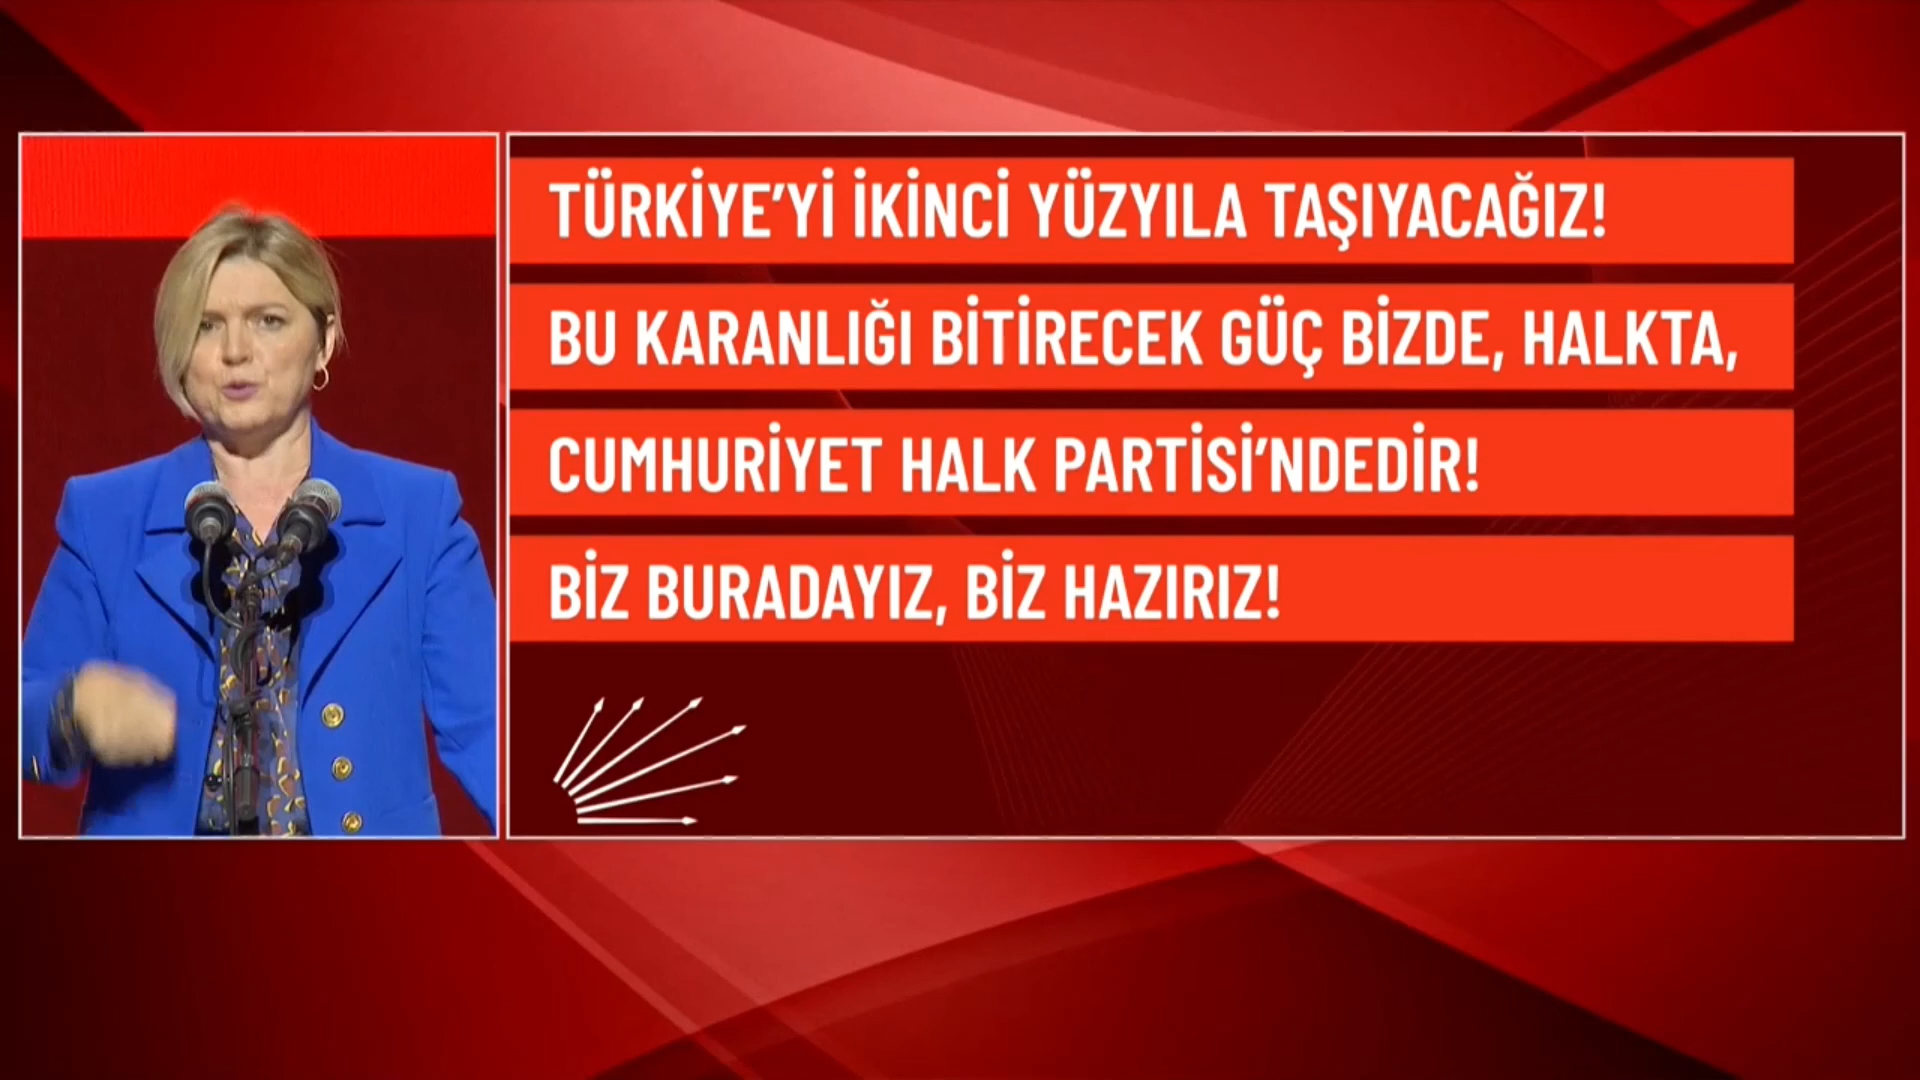 TÜRKİYE'Yİ İKİNCİ YÜZYILA TAŞIYACAĞIZ!
BU KARANLIĞI BİTİRECEK GÜÇ BİZDE, HALKTA,
CUMHURİYET HALK PARTİSİ'NDEDİR!
BİZ BURADAYIZ, BİZ HAZIRIZ!